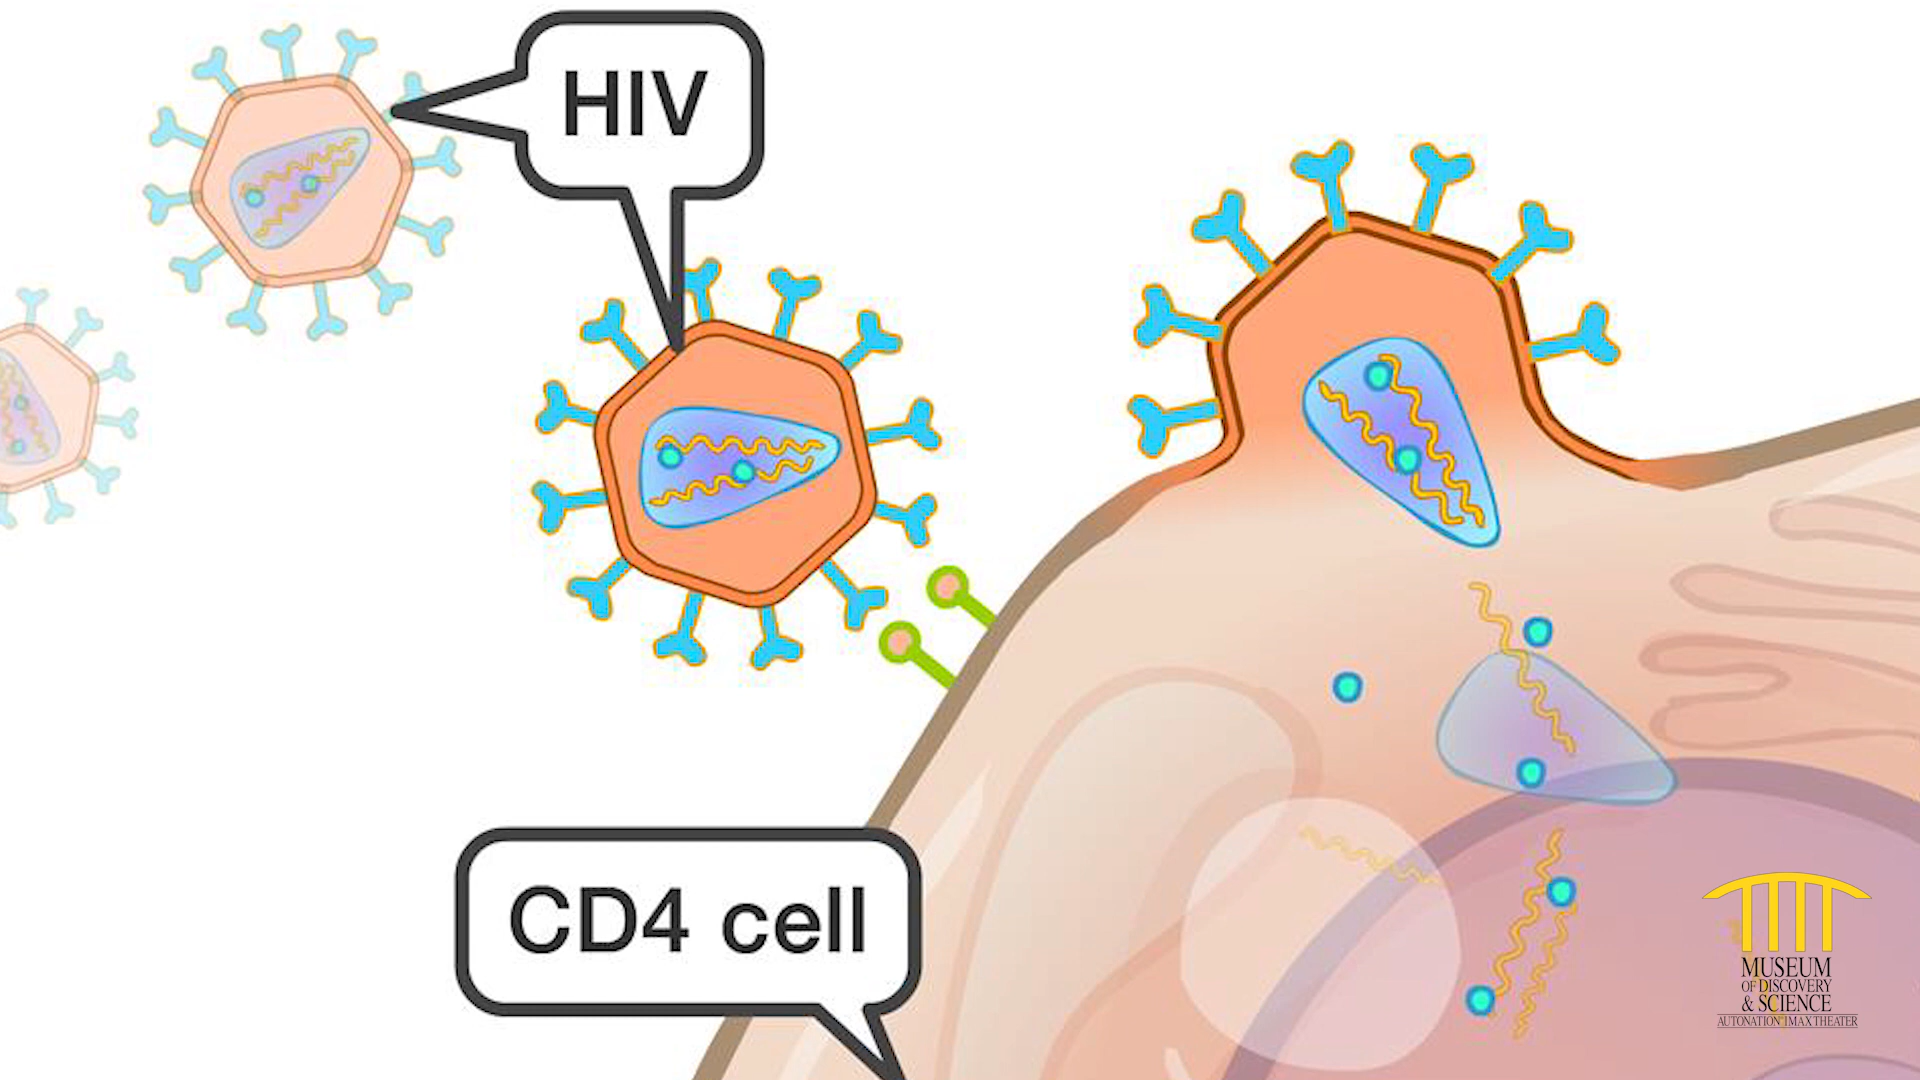 HIV
CD4 cell
MUSEUM
OF DISCOVERY
& SCIENCE
AUTONATION® IMAX THEATER